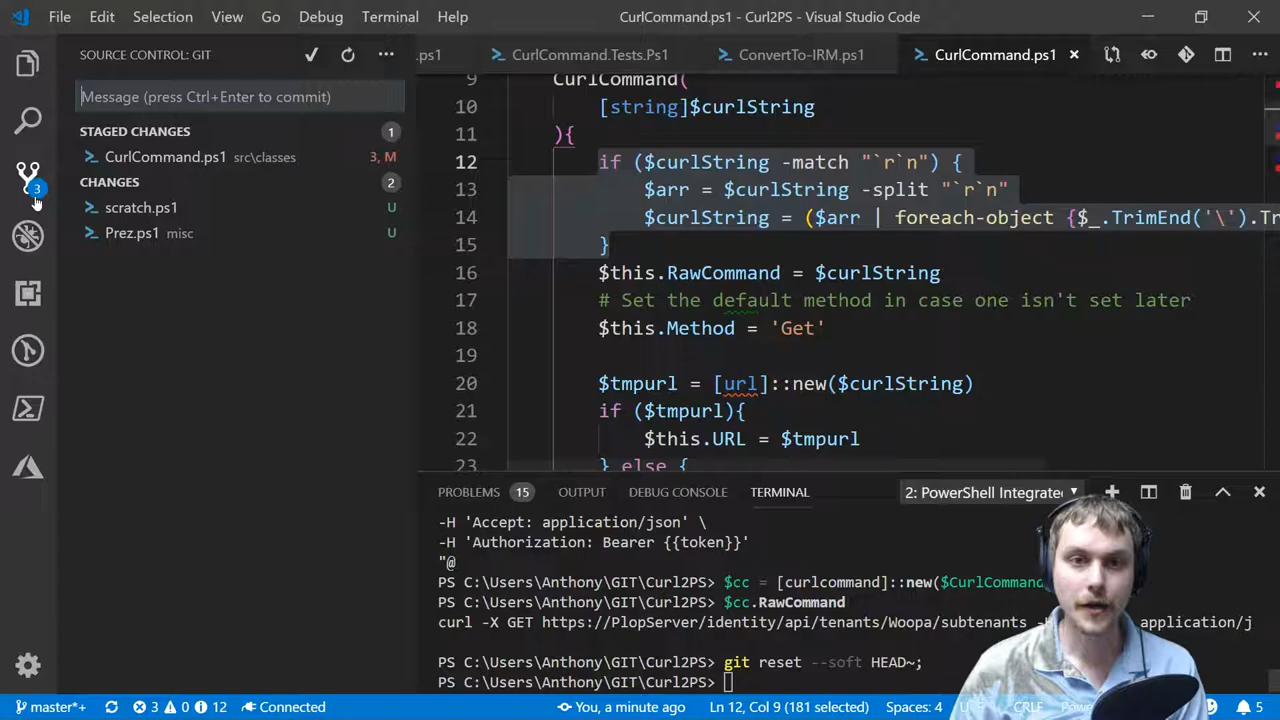 File Edit Selection View Go Debug Terminal Help CurlCommand.ps1 - Curl2PS - Visual Studio Code
SOURCE CONTROL: GIT
.ps1 CurlCommand.Tests.Ps1 ConvertTo-IRM.ps1 CurlCommand.ps1
Message (press Ctrl+Enter to commit)
STAGED CHANGES 1
CurlCommand.ps1 src\classes 3, M
CHANGES 2
scratch.ps1 U
Prez.ps1 misc U
3
9 CurlCommand(
10 [string]$curlString
11 ){
12 if ($curlString -match "`r`n") {
13 $arr = $curlString -split "`r`n"
14 $curlString = ($arr | foreach-object {$_.TrimEnd('\').Tr
15 }
16 $this.RawCommand = $curlString
17 # Set the default method in case one isn't set later
18 $this.Method = 'Get'
19
20 $tmpurl = [url]::new($curlString)
21 if ($tmpurl){
22 $this.URL = $tmpurl
23 } else {
PROBLEMS 15 OUTPUT DEBUG CONSOLE TERMINAL 2: PowerShell Integrate
-H 'Accept: application/json' \
-H 'Authorization: Bearer {{token}}'
"@
PS C:\Users\Anthony\GIT\Curl2PS> $cc = [curlcommand]::new($CurlCommand
PS C:\Users\Anthony\GIT\Curl2PS> $cc.RawCommand
curl -X GET https://PlopServer/identity/api/tenants/Woopa/subtenants application/j
PS C:\Users\Anthony\GIT\Curl2PS> git reset --soft HEAD~;
PS C:\Users\Anthony\GIT\Curl2PS>
master*+ 3 0 12 Connected You, a minute ago Ln 12, Col 9 (181 selected) Spaces: 4 CRLF 5